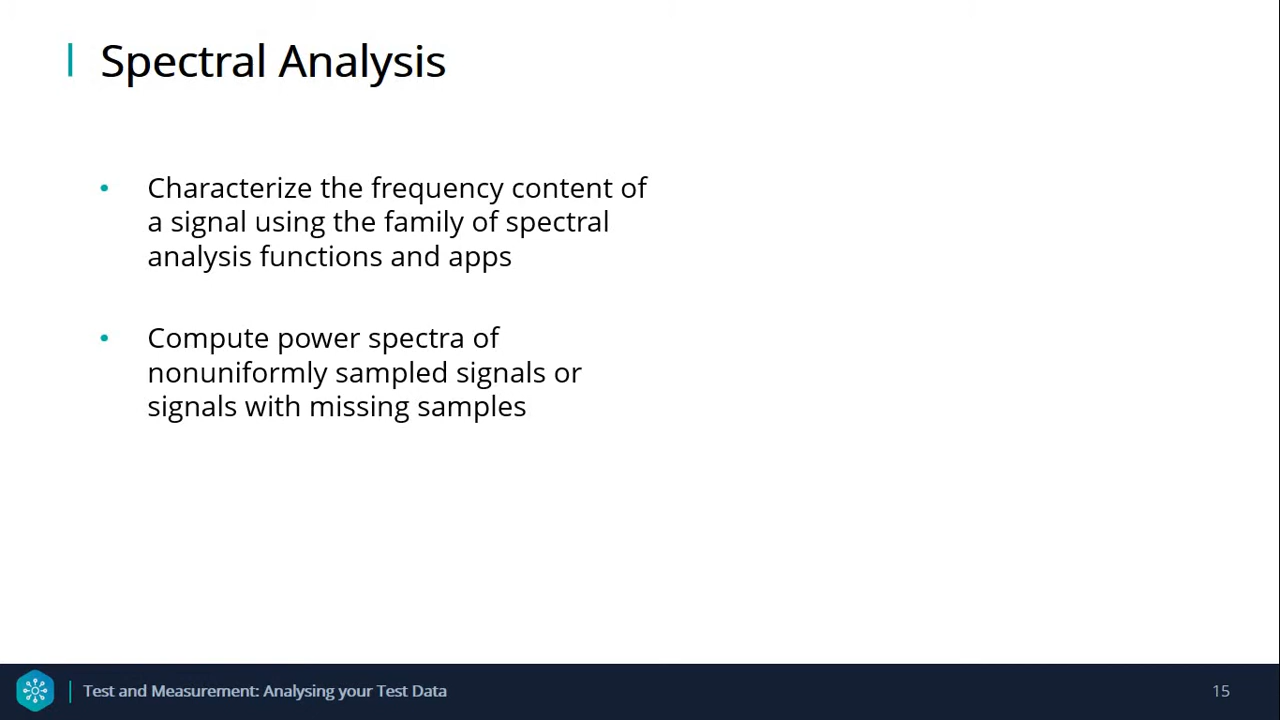 Spectral Analysis
• Characterize the frequency content of
a signal using the family of spectral
analysis functions and apps
• Compute power spectra of
nonuniformly sampled signals or
signals with missing samples
Test and Measurement: Analysing your Test Data
15